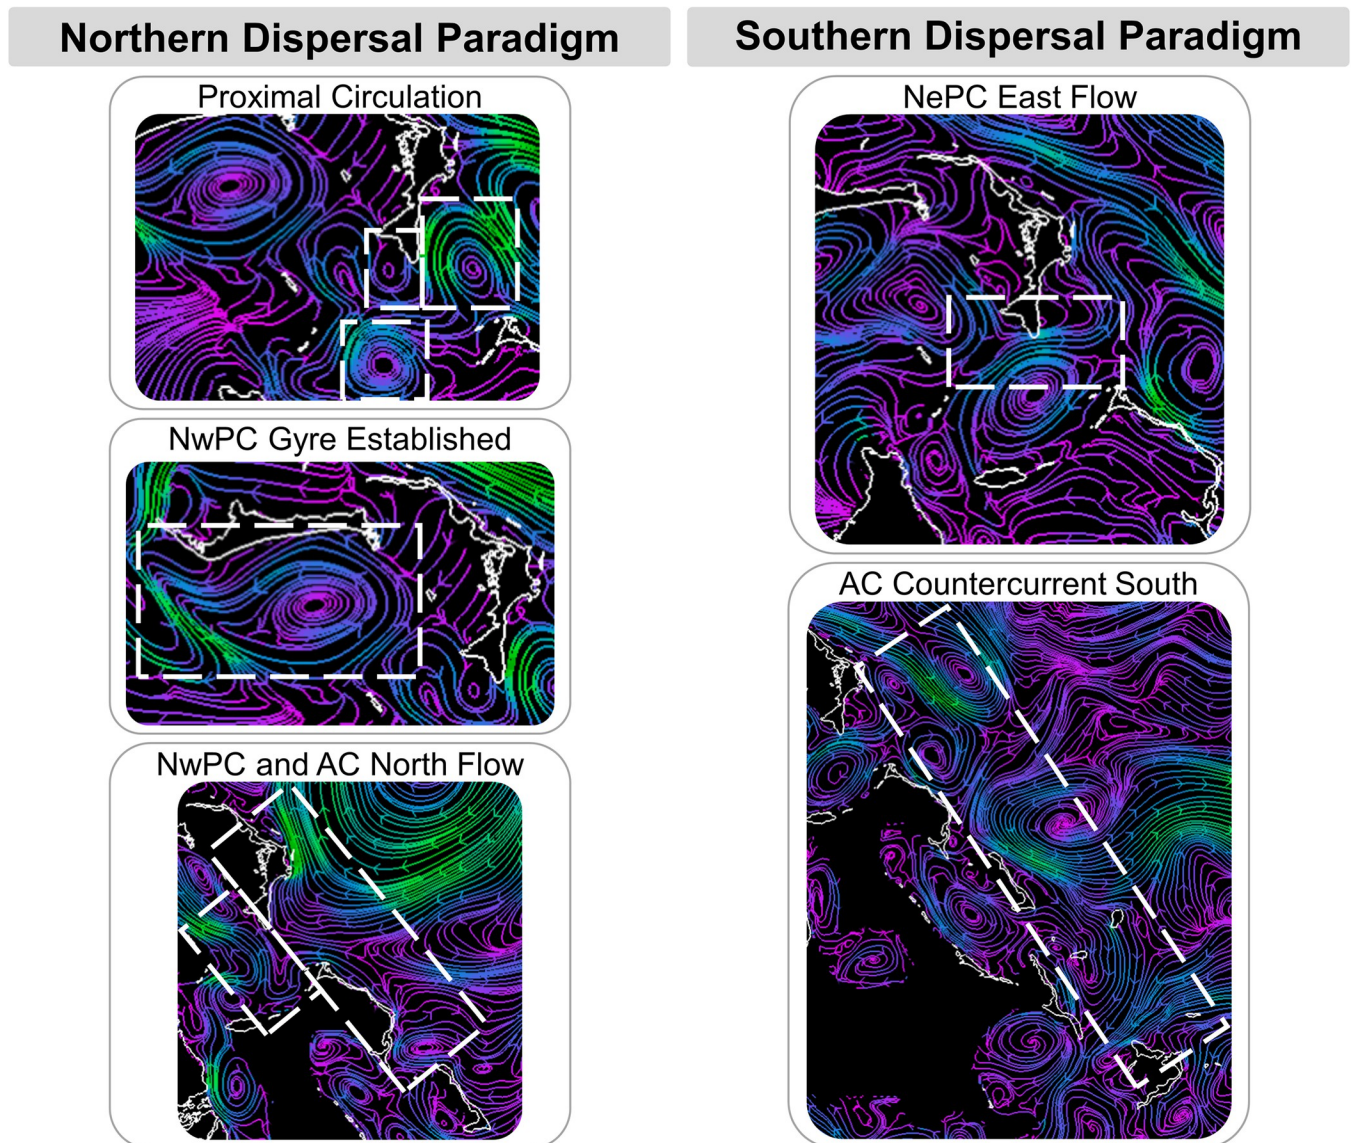 Northern Dispersal Paradigm
Proximal Circulation
NwPC Gyre Established
NwPC and AC North Flow
Southern Dispersal Paradigm
NePC East Flow
AC Countercurrent South